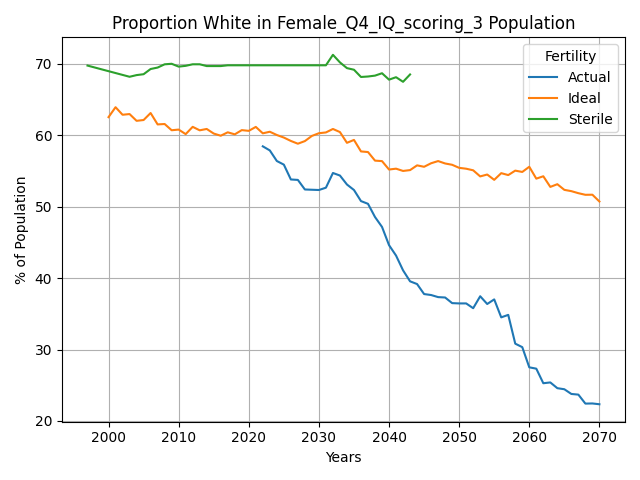 Proportion White in Female_Q4_IQ_scoring_3 Population
Fertility
Actual
Ideal
Sterile
% of Population
70
60
50
40
30
20
2000 2010 2020 2030 2040 2050 2060 2070
Years